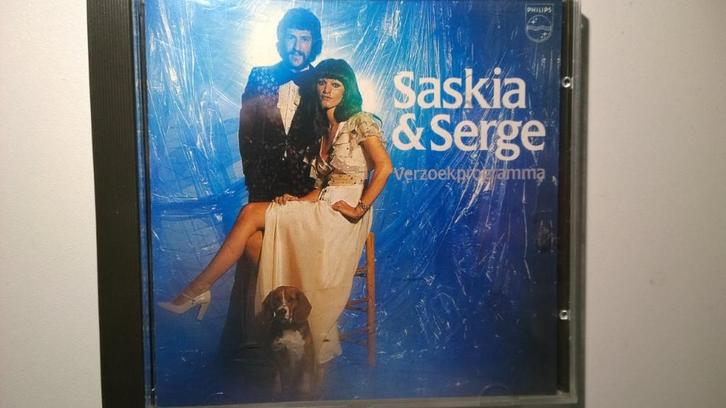 PHILIPS
Saskia
& Serge
Verzoekprogramma